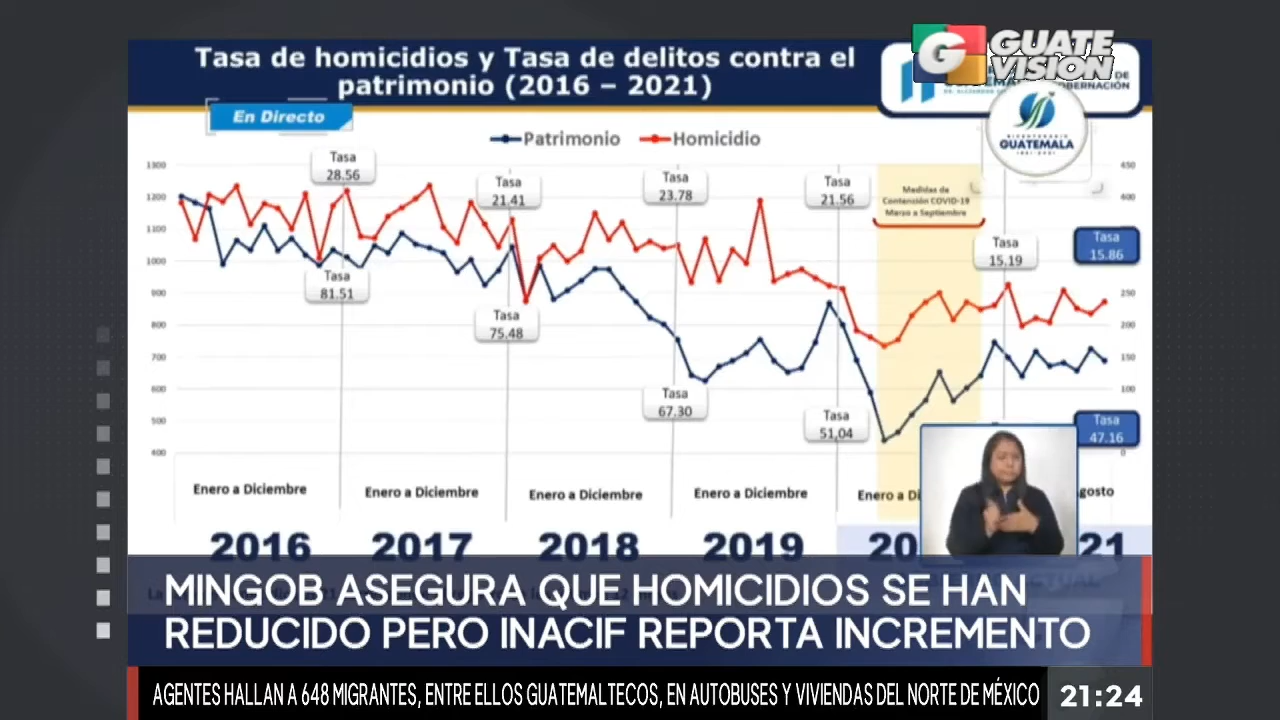 Tasa de homicidios y Tasa de delitos contra el
patrimonio (2016 – 2021)
GUATE
VISION
En Directo
Patrimonio
Homicidio
BICENTENARIO
GUATEMALA
1300
1200
1100
1000
900
800
700
600
500
400
450
400
250
200
150
100
0
Tasa
28.56
Tasa
21.41
Tasa
23.78
Tasa
21.56
Medidas de
Contención COVID-19
Marzo a Septiembre
Tasa
15.19
Tasa
15.86
Tasa
81.51
Tasa
75.48
Tasa
67.30
Tasa
51,04
Tasa
47.16
Enero a Diciembre
Enero a Diciembre
Enero a Diciembre
Enero a Diciembre
Enero a Di
gosto
2016
2017
2018
2019
20
21
MINGOB ASEGURA QUE HOMICIDIOS SE HAN
REDUCIDO PERO INACIF REPORTA INCREMENTO
AGENTES HALLAN A 648 MIGRANTES, ENTRE ELLOS GUATEMALTECOS, EN AUTOBUSES Y VIVIENDAS DEL NORTE DE MÉXICO
21:24